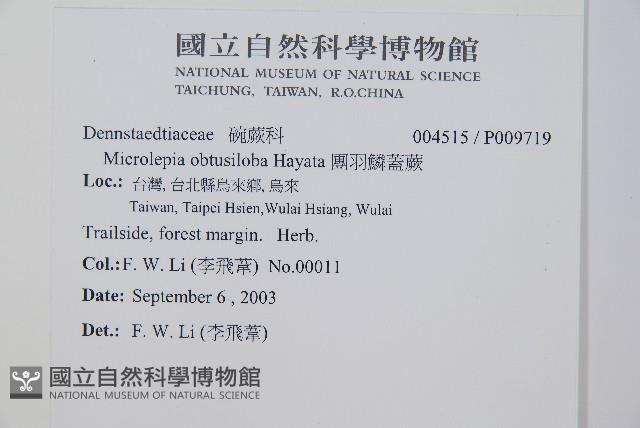 國立自然科學博物館
NATIONAL MUSEUM OF NATURAL SCIENCE
TAICHUNG, TAIWAN, R.O.CHINA
Dennstaedtiaceae 碗蕨科 004515 / P009719
Microlepia obtusiloba Hayata 團羽鱗蓋蕨
Loc.: 台灣, 台北縣烏來鄉, 烏來
Taiwan, Taipei Hsien,Wulai Hsiang, Wulai
Trailside, forest margin. Herb.
Col.:F. W. Li (李飛葦) No.00011
Date: September 6 , 2003
Det.: F. W. Li (李飛葦)
國立自然科學博物館
NATIONAL MUSEUM OF NATURAL SCIENCE